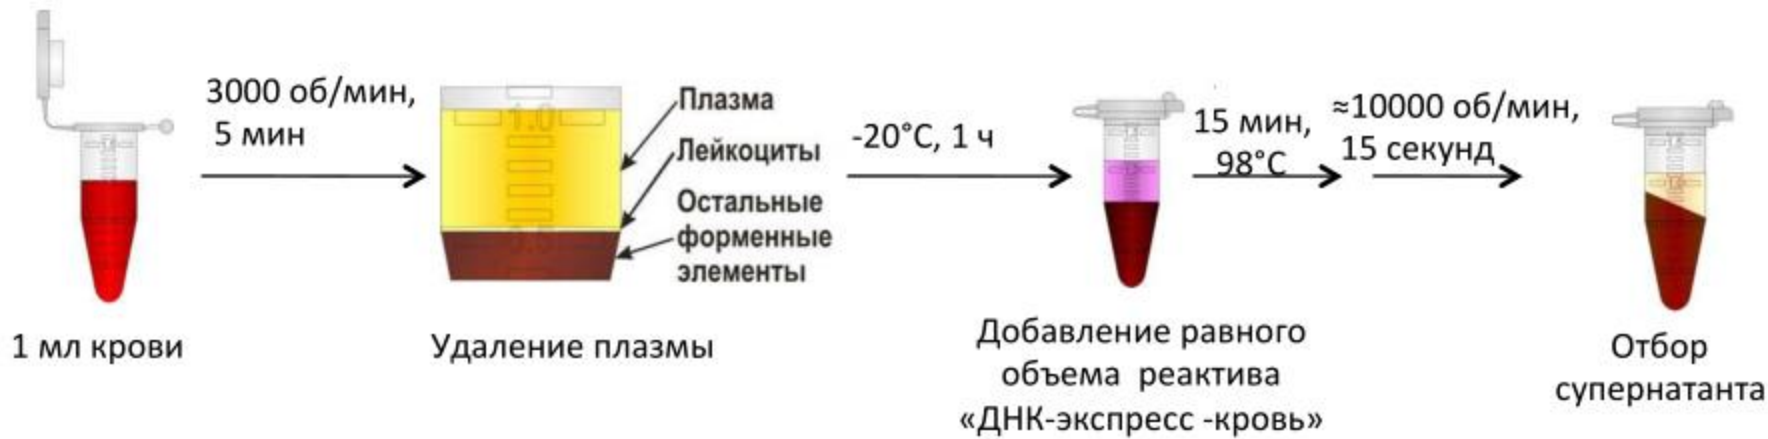 3000 об/мин,
5 мин
Плазма
Лейкоциты
Остальные
форменные
элементы
-20°C, 1 ч
15 мин,
98°C
≈10000 об/мин,
15 секунд
1 мл крови
Удаление плазмы
Добавление равного
объема реактива
«ДНК-экспресс -кровь»
Отбор
супернатанта